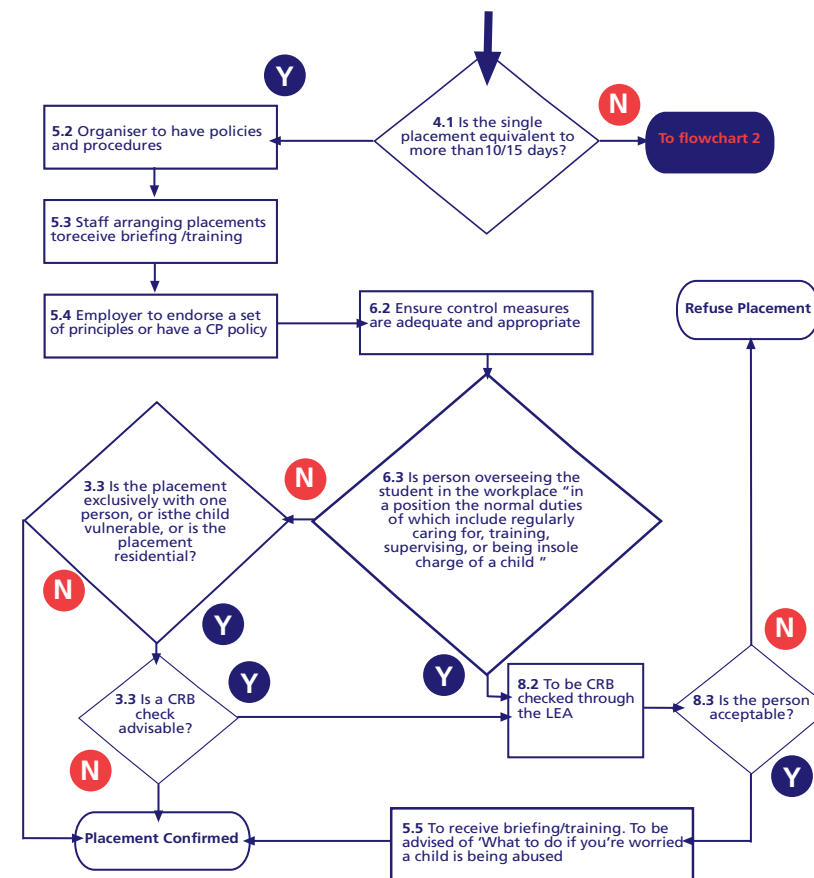 Y
4.1 Is the single
placement equivalent to
more than10/15 days?
N
To flowchart 2
5.2 Organiser to have policies
and procedures
5.3 Staff arranging placements
toreceive briefing /training
5.4 Employer to endorse a set
of principles or have a CP policy
6.2 Ensure control measures
are adequate and appropriate
Refuse Placement
3.3 Is the placement
exclusively with one
person, or isthe child
vulnerable, or is the
placement
residential?
N
6.3 Is person overseeing the
student in the workplace “in
a position the normal duties
of which include regularly
caring for, training,
supervising, or being insole
charge of a child ”
N
Y
Y
3.3 Is a CRB
check
advisable?
Y
N
8.2 To be CRB
checked through
the LEA
8.3 Is the person
acceptable?
N
Y
Placement Confirmed
5.5 To receive briefing/training. To be
advised of ‘What to do if you’re worried
a child is being abused